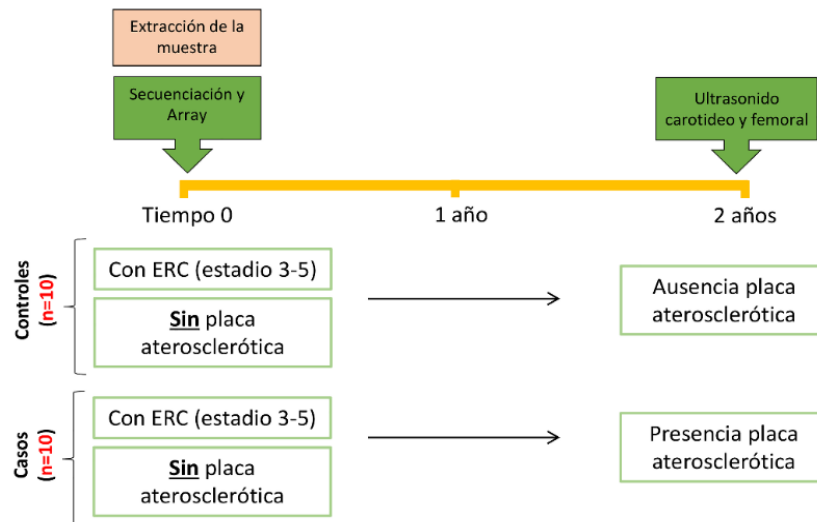 Extracción de la
muestra
Secuenciación y
Array
Ultrasonido
carotideo y femoral
Tiempo 0
1 año
2 años
Controles
(n=10)
Con ERC (estadio 3-5)
Sin placa
aterosclerótica
Ausencia placa
aterosclerótica
Casos
(n=10)
Con ERC (estadio 3-5)
Sin placa
aterosclerótica
Presencia placa
aterosclerótica